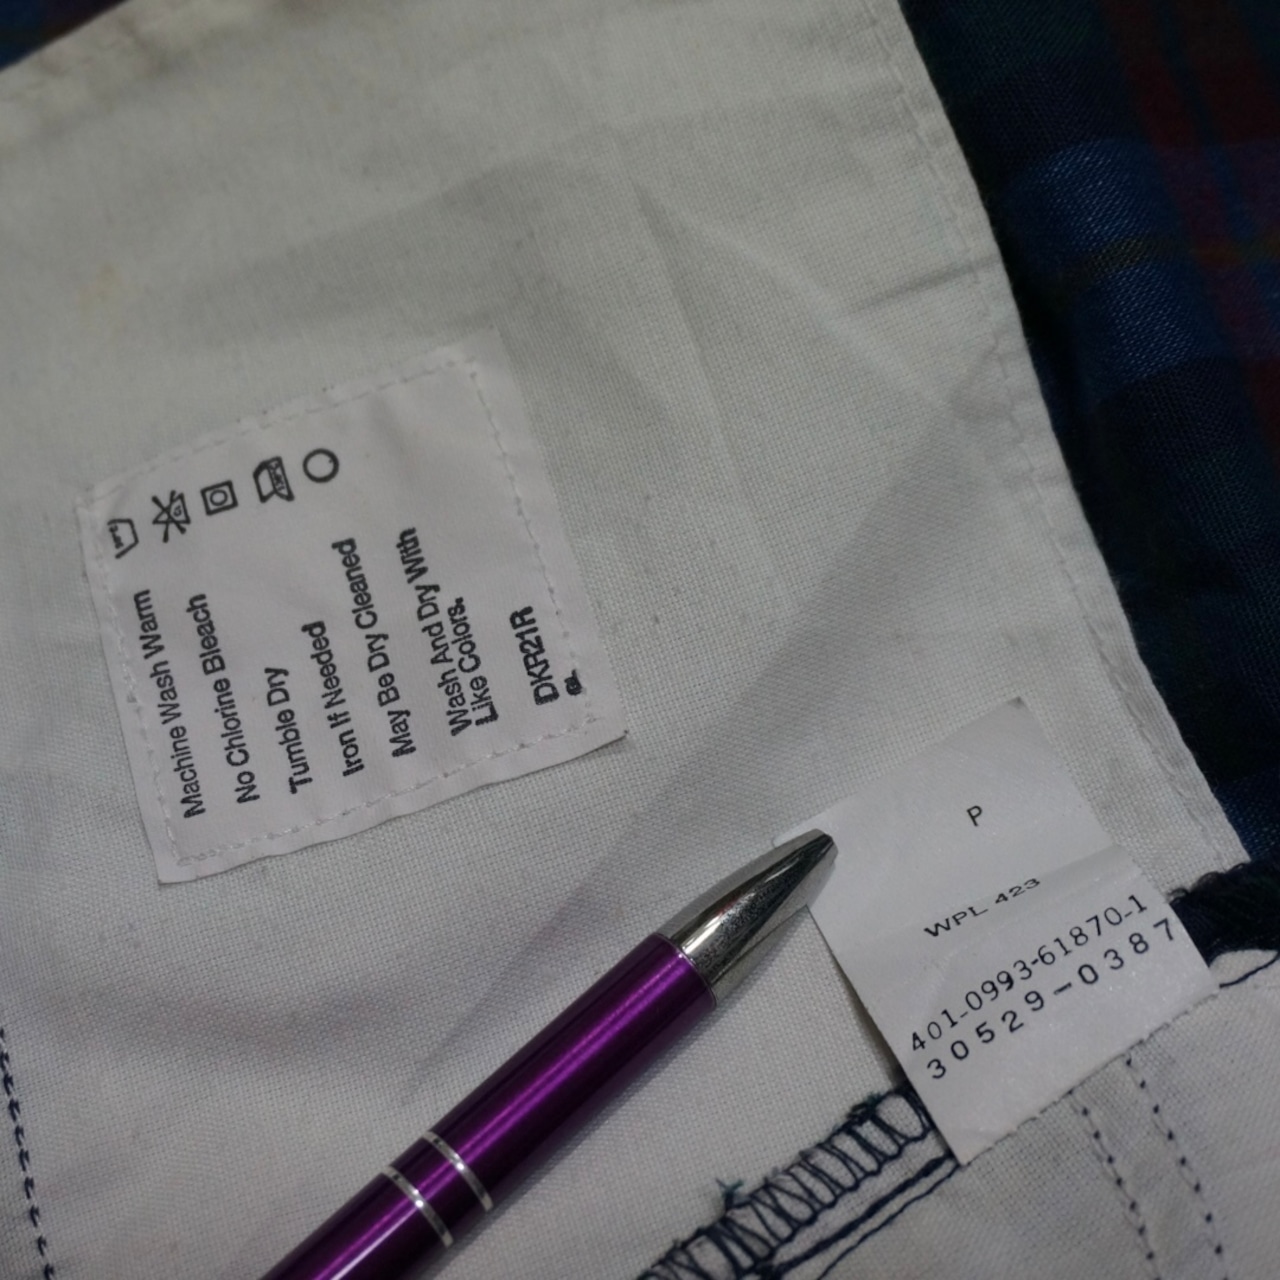 Machine Wash Warm
No Chlorine Bleach
Tumble Dry
Iron If Needed
May Be Dry Cleaned
Wash And Dry With
Like Colors.
DKR21R
P
WPL 423
401-0993-61870-1
30529-0387